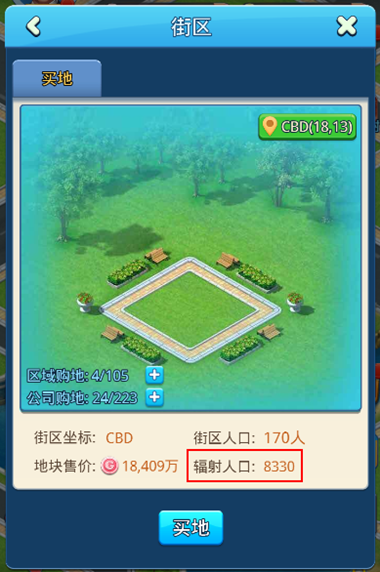 街区
买地
CBD(18,13)
区域购地: 4/105
公司购地: 24/223
街区坐标: CBD 街区人口: 170人
地块售价: G 18,409万 辐射人口: 8330
买地